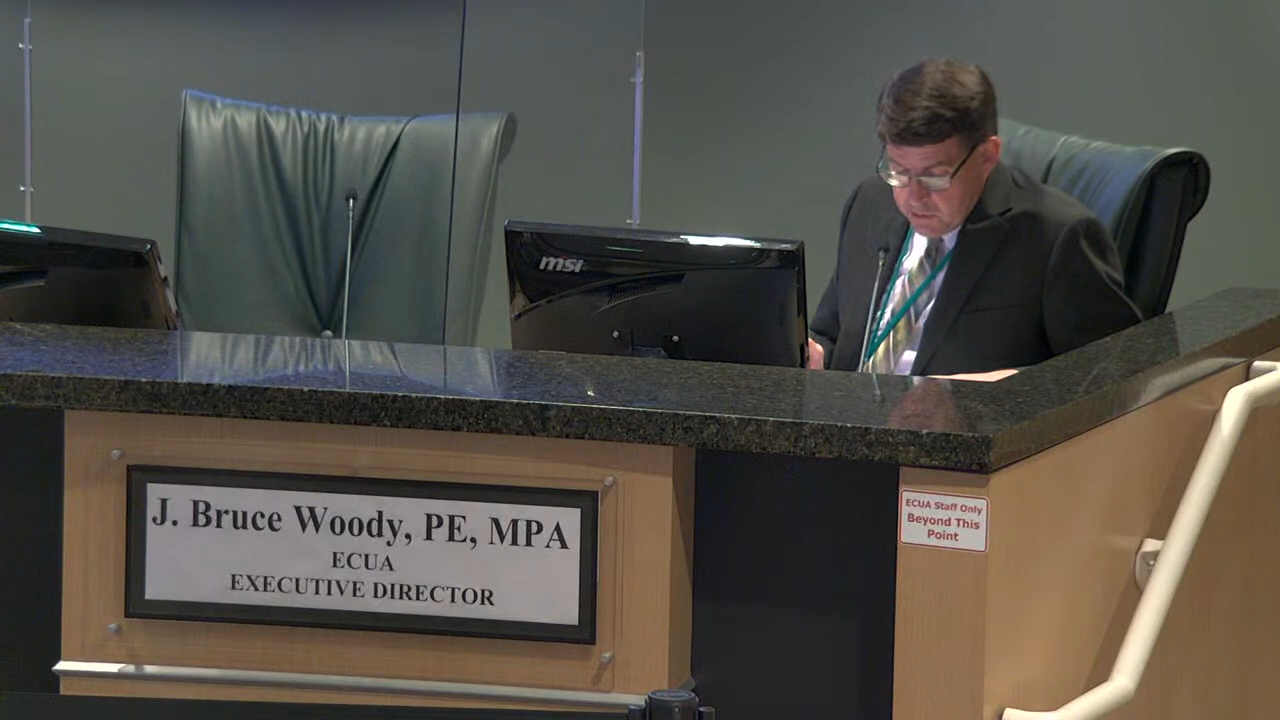 msi
J. Bruce Woody, PE, MPA
ECUA
EXECUTIVE DIRECTOR
ECUA Staff Only
Beyond This
Point